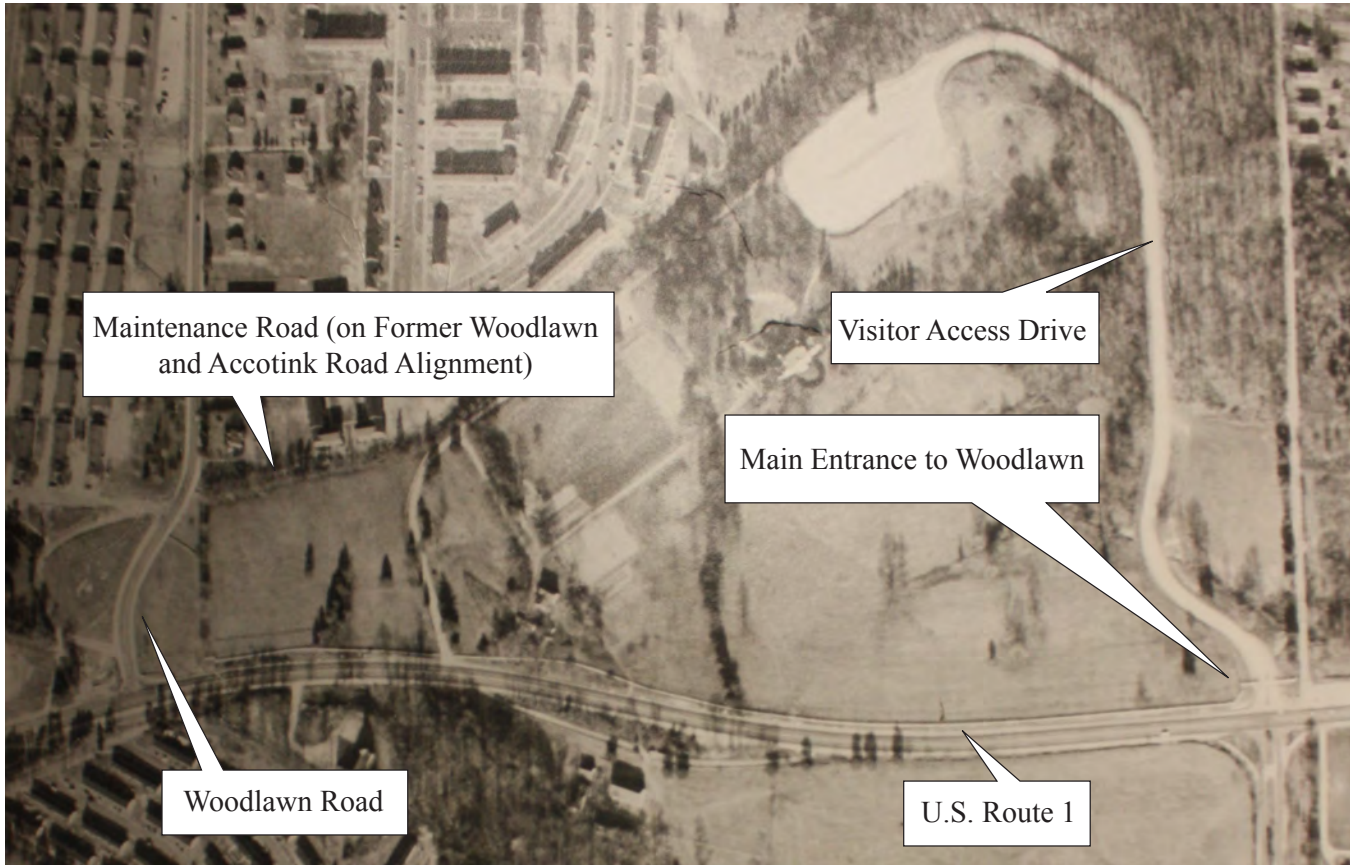 Maintenance Road (on Former Woodlawn
and Accotink Road Alignment)
Visitor Access Drive
Main Entrance to Woodlawn
Woodlawn Road
U.S. Route 1